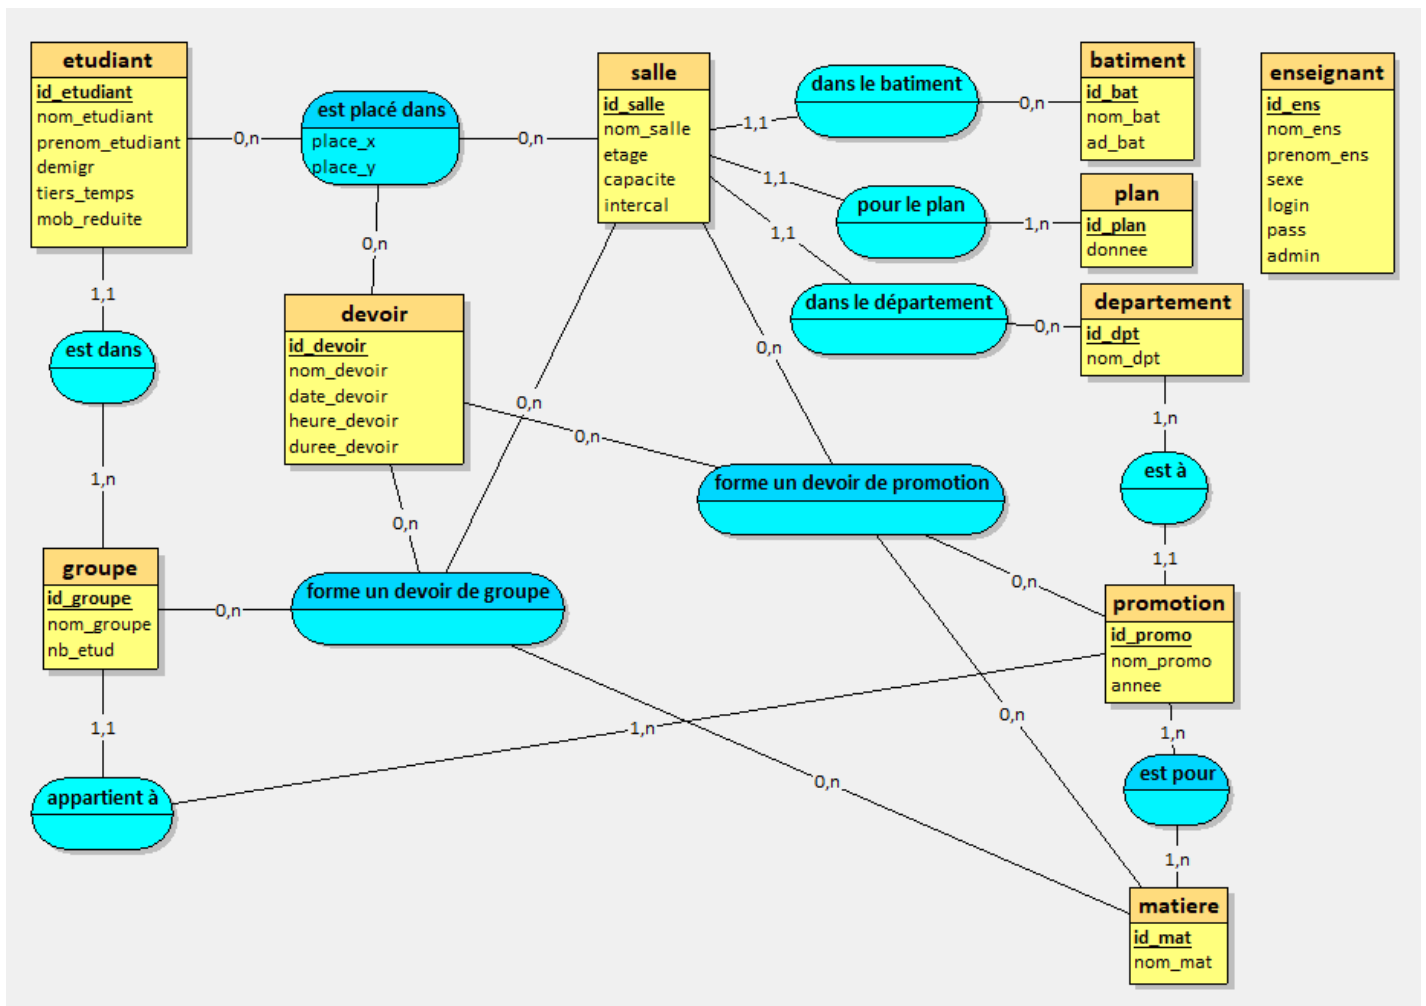 etudiant
id_etudiant
nom_etudiant
prenom_etudiant
demigr
tiers_temps
mob_reduite
0,n
est placé dans
place_x
place_y
0,n
salle
id_salle
nom_salle
etage
capacite
intercal
1,1
dans le batiment
0,n
batiment
id_bat
nom_bat
ad_bat
enseignant
id_ens
nom_ens
prenom_ens
sexe
login
pass
admin
1,1
pour le plan
1,n
plan
id_plan
donnee
1,1
dans le département
0,n
departement
id_dpt
nom_dpt
0,n
1,1
est dans
1,n
devoir
id_devoir
nom_devoir
date_devoir
heure_devoir
duree_devoir
0,n
0,n
0,n
0,n
forme un devoir de promotion
1,n
est à
1,1
groupe
id_groupe
nom_groupe
nb_etud
0,n
forme un devoir de groupe
0,n
promotion
id_promo
nom_promo
annee
1,1
appartient à
1,n
0,n
0,n
1,n
est pour
1,n
matiere
id_mat
nom_mat